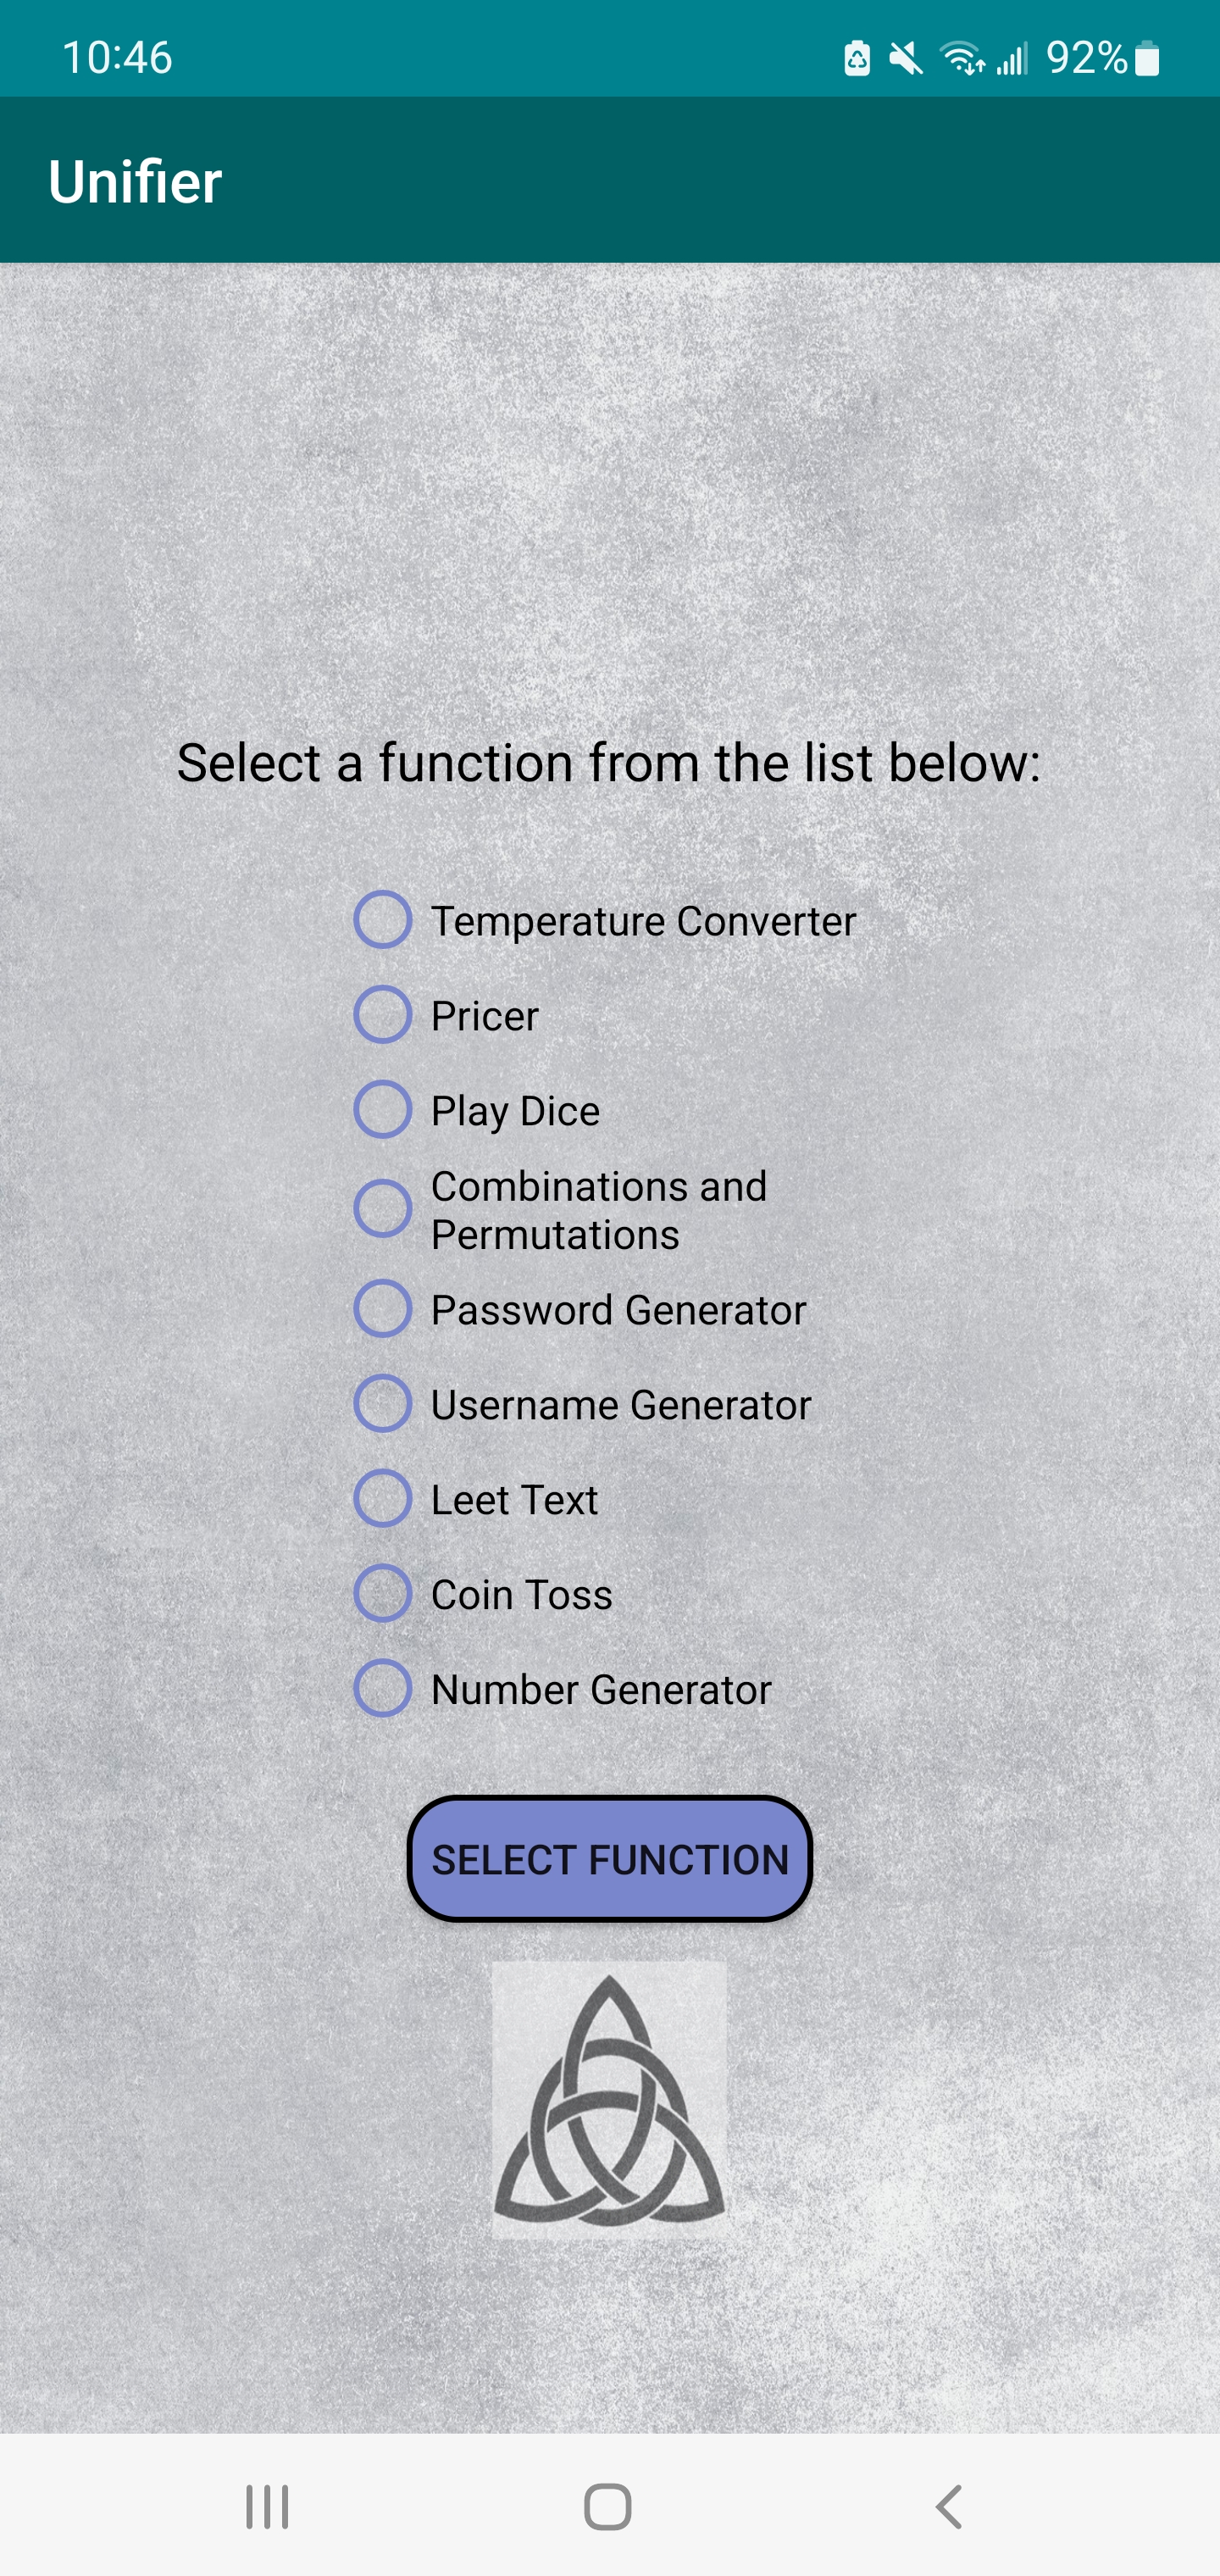 10:46 92%
Unifier
Select a function from the list below:
Temperature Converter
Pricer
Play Dice
Combinations and
Permutations
Password Generator
Username Generator
Leet Text
Coin Toss
Number Generator
SELECT FUNCTION